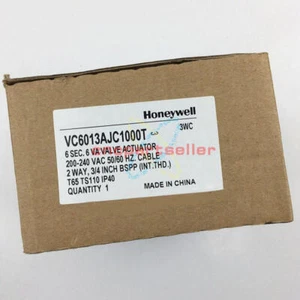 Honeywell
VC6013AJC1000T
3WC
6 SEC. 6 VA VALVE ACTUATOR
200-240 VAC 50/60 HZ. CABLE
2 WAY, 3/4 INCH BSPP (INT.THD.)
T65 TS110 IP40
QUANTITY 1
MADE IN CHINA